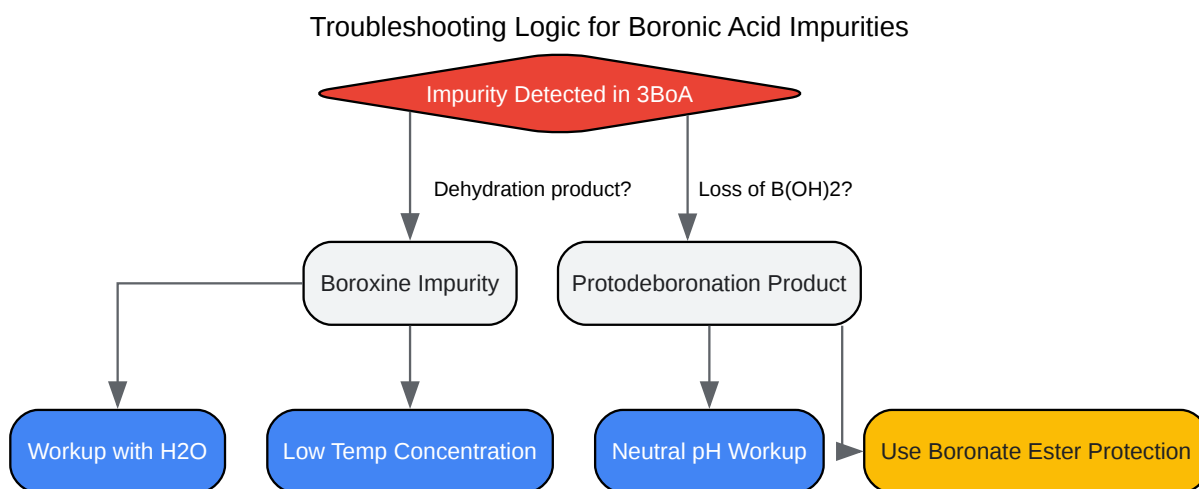 Troubleshooting Logic for Boronic Acid Impurities
Impurity Detected in 3BoA
Dehydration product?
Loss of B(OH)2?
Boroxine Impurity
Protodeboronation Product
Workup with H2O
Low Temp Concentration
Neutral pH Workup
Use Boronate Ester Protection